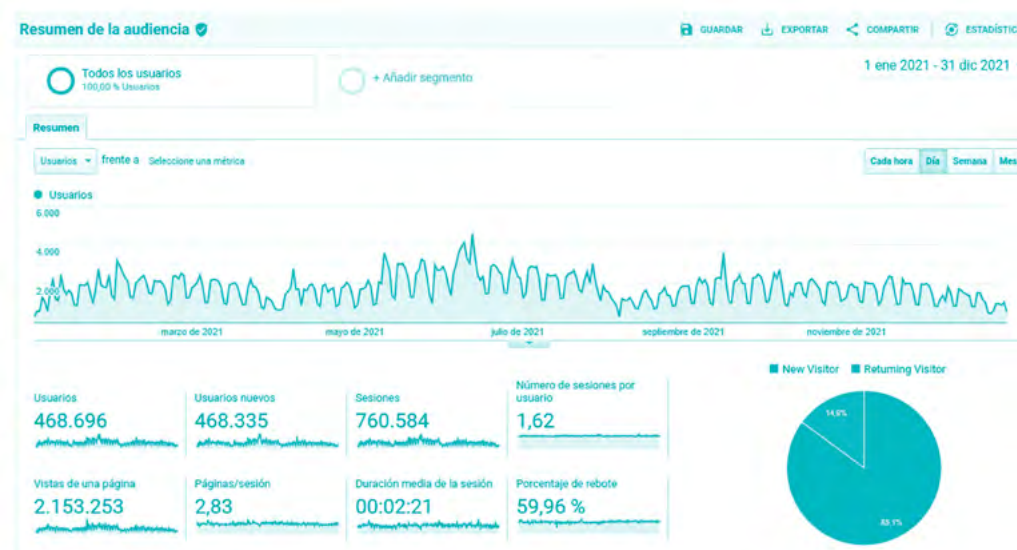 Resumen de la audiencia
GUARDAR EXPORTAR COMPARTIR ESTADÍSTIC
1 ene 2021 - 31 dic 2021
Todos los usuarios
100,00 % Usuarios
+ Añadir segmento
Resumen
Usuarios frente a Seleccione una métrica
Cada hora Día Semana Mes
Usuarios
6.000
4.000
2.000
marzo de 2021 mayo de 2021 julio de 2021 septiembre de 2021 noviembre de 2021
New Visitor Returning Visitor
Usuarios
468.696
Usuarios nuevos
468.335
Sesiones
760.584
Número de sesiones por
usuario
1,62
Vistas de una página
2.153.253
Páginas/sesión
2,83
Duración media de la sesión
00:02:21
Porcentaje de rebote
59,96 %